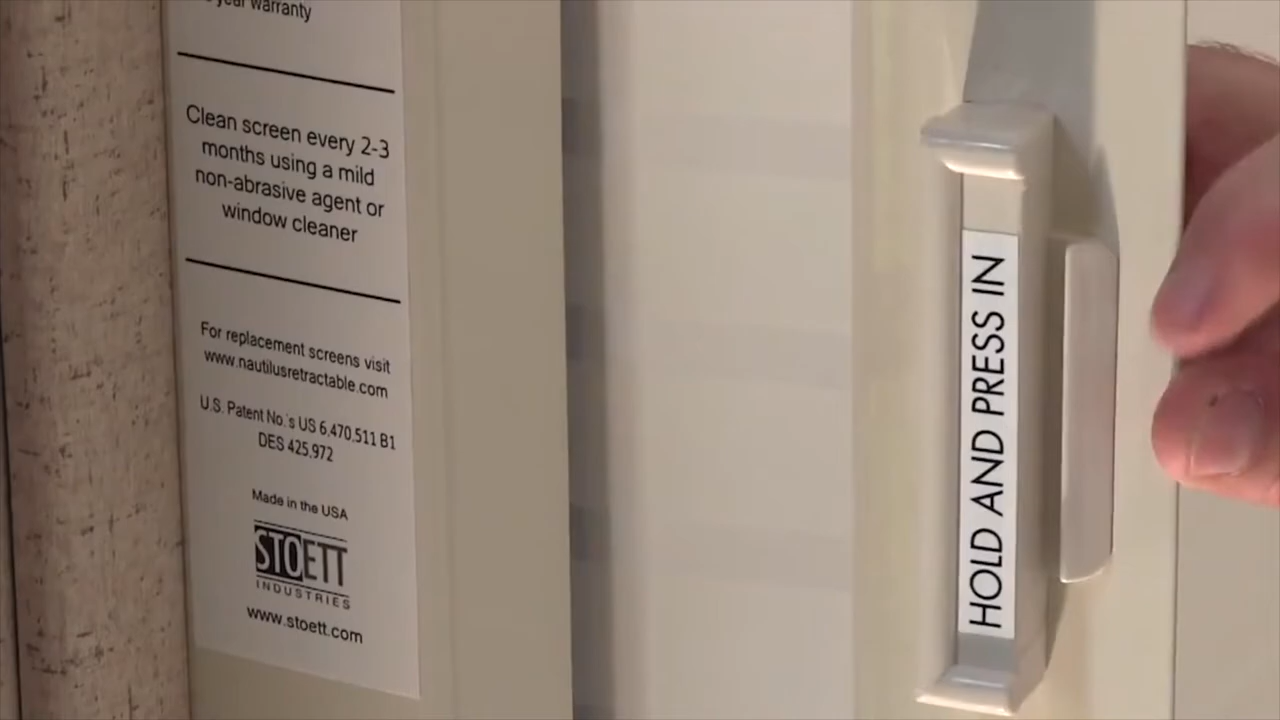 year warranty
Clean screen every 2-3
months using a mild
non-abrasive agent or
window cleaner
For replacement screens visit
www.nautilusretractable.com
U.S. Patent No.'s US 6,470,511 B1
DES 425,972
Made in the USA
STOETT
INDUSTRIES
www.stoett.com
HOLD AND PRESS IN